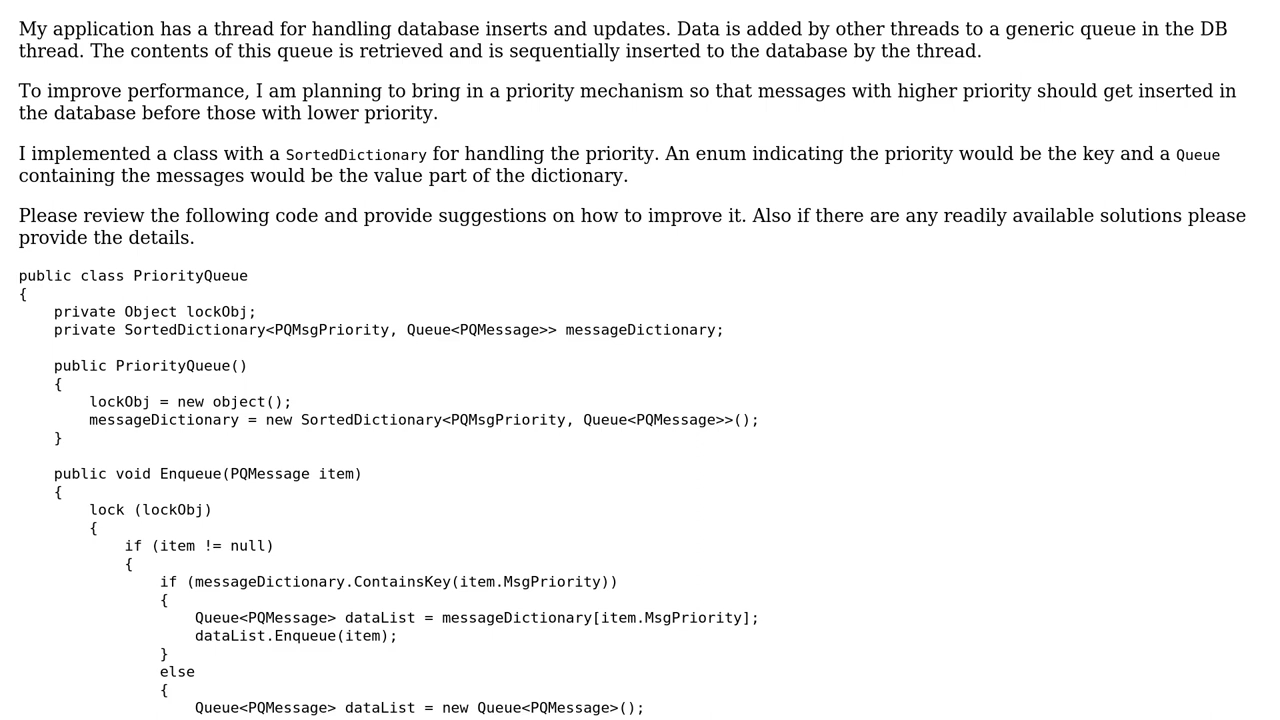 My application has a thread for handling database inserts and updates. Data is added by other threads to a generic queue in the DB
thread. The contents of this queue is retrieved and is sequentially inserted to the database by the thread.
To improve performance, I am planning to bring in a priority mechanism so that messages with higher priority should get inserted in
the database before those with lower priority.
I implemented a class with a SortedDictionary for handling the priority. An enum indicating the priority would be the key and a Queue
containing the messages would be the value part of the dictionary.
Please review the following code and provide suggestions on how to improve it. Also if there are any readily available solutions please
provide the details.
public class PriorityQueue
{
    private Object lockObj;
    private SortedDictionary<PQMsgPriority, Queue<PQMessage>> messageDictionary;
    public PriorityQueue()
    {
        lockObj = new object();
        messageDictionary = new SortedDictionary<PQMsgPriority, Queue<PQMessage>>();
    }
    public void Enqueue(PQMessage item)
    {
        lock (lockObj)
        {
            if (item != null)
            {
                if (messageDictionary.ContainsKey(item.MsgPriority))
                {
                    Queue<PQMessage> dataList = messageDictionary[item.MsgPriority];
                    dataList.Enqueue(item);
                }
                else
                {
                    Queue<PQMessage> dataList = new Queue<PQMessage>();